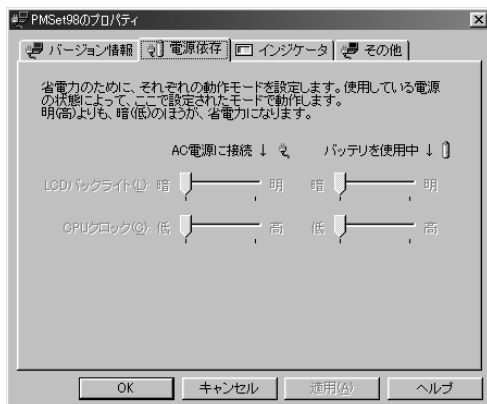 PMSet98のプロパティ
バージョン情報 電源依存 インジケータ その他
省電力のために、それぞれの動作モードを設定します。使用している電源
の状態によって、ここで設定されたモードで動作します。
明(高)よりも、暗(低)のほうが、省電力になります。
AC電源に接続 ↓ バッテリを使用中 ↓
LCDバックライト(L): 暗 明 暗 明
CPUクロック(C): 低 高 低 高
OK キャンセル 適用(A) ヘルプ